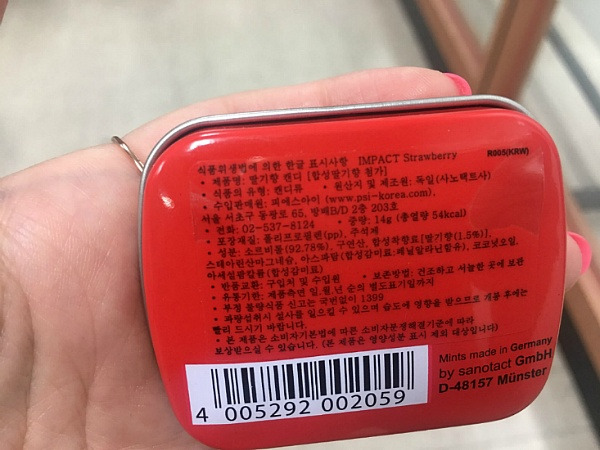 식품위생법에 의한 한글 표시사항 IMPACT Strawberry
R005(KRW)
• 제품명: 딸기향 캔디 [합성딸기향 첨가]
• 식품의 유형: 캔디류 • 원산지 및 제조원: 독일(사노택트사)
• 수입판매원: 피에스아이 (www.psi-korea.com),
서울 서초구 동광로 65, 방배B/D 2층 203호
• 전화: 02-537-8124 • 중량: 14g (총열량 54kcal)
• 포장재질: 폴리프로필렌(pp), 주석제
• 성분: 소르비톨(92.78%), 구연산, 합성착향료[딸기향(1.5%)],
스테아린산마그네슘, 아스파탐(합성감미료:페닐알라닌함유), 코코넛오일,
아세설팜칼륨(합성감미료)
• 반품교환: 구입처 및 수입원 • 보존방법: 건조하고 서늘한 곳에 보관
• 유통기한: 제품측면 일,월,년 순의 별도표기일까지
• 부정 불량식품 신고는 국번없이 1399
• 과량섭취시 설사를 일으킬 수 있으며 습도에 영향을 받으므로 개봉 후에는
빨리 드시기 바랍니다.
• 본 제품은 소비자기본법에 따른 소비자분쟁해결기준에 따라
보상받으실 수 있습니다. (본 제품은 영양성분 표시 제외 대상입니다)
Mints made in Germany
by sanotact GmbH
D-48157 Münster
4 005292 002059